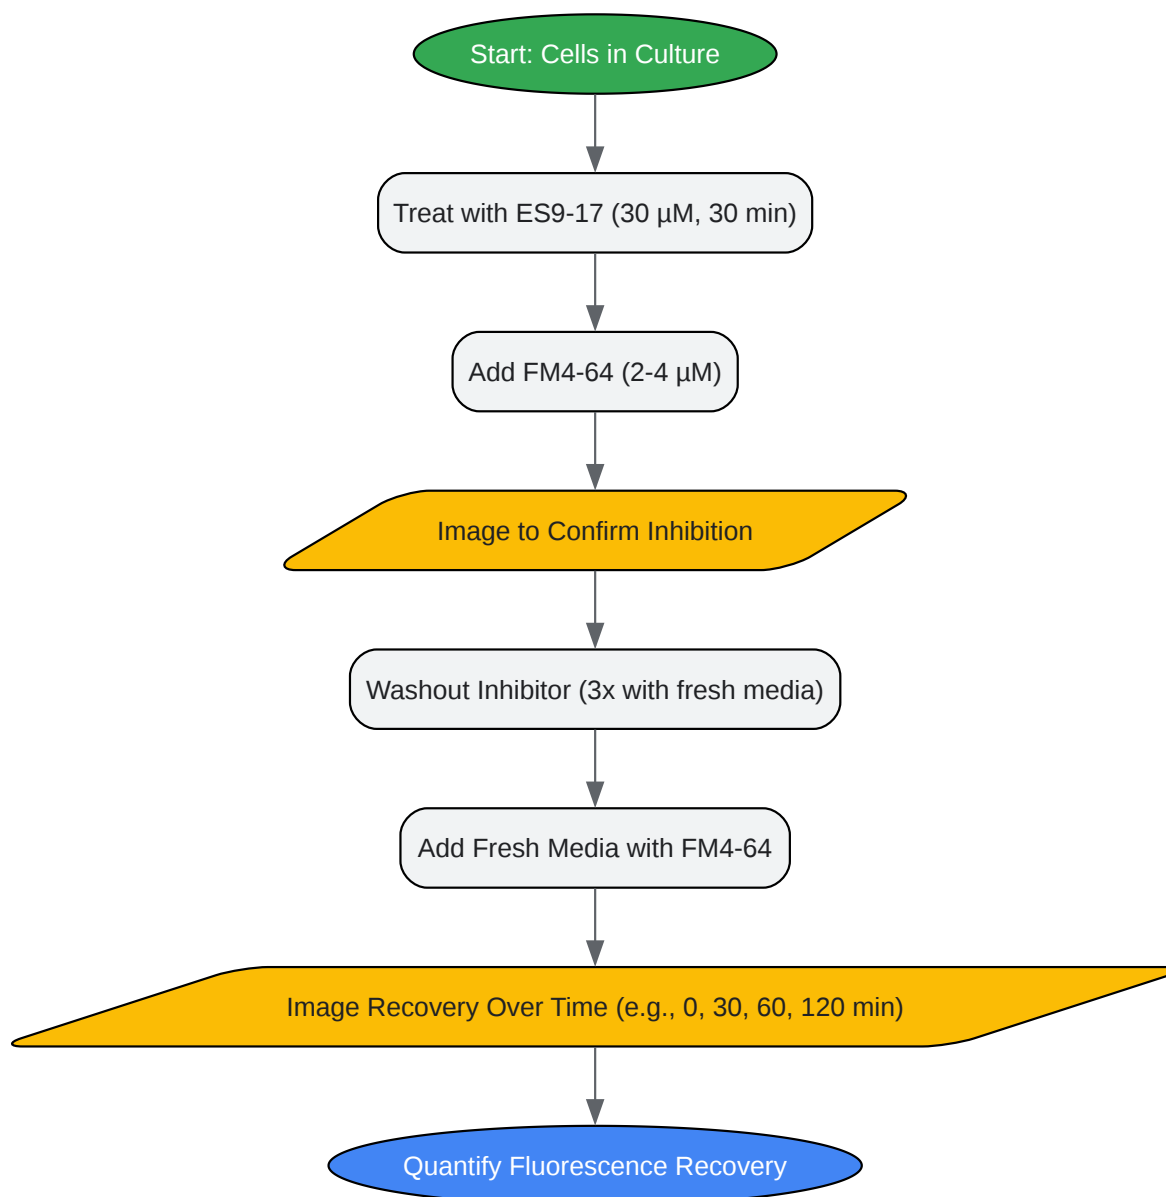 Start: Cells in Culture
Treat with ES9-17 (30 µM, 30 min)
Add FM4-64 (2-4 µM)
Image to Confirm Inhibition
Washout Inhibitor (3x with fresh media)
Add Fresh Media with FM4-64
Image Recovery Over Time (e.g., 0, 30, 60, 120 min)
Quantify Fluorescence Recovery